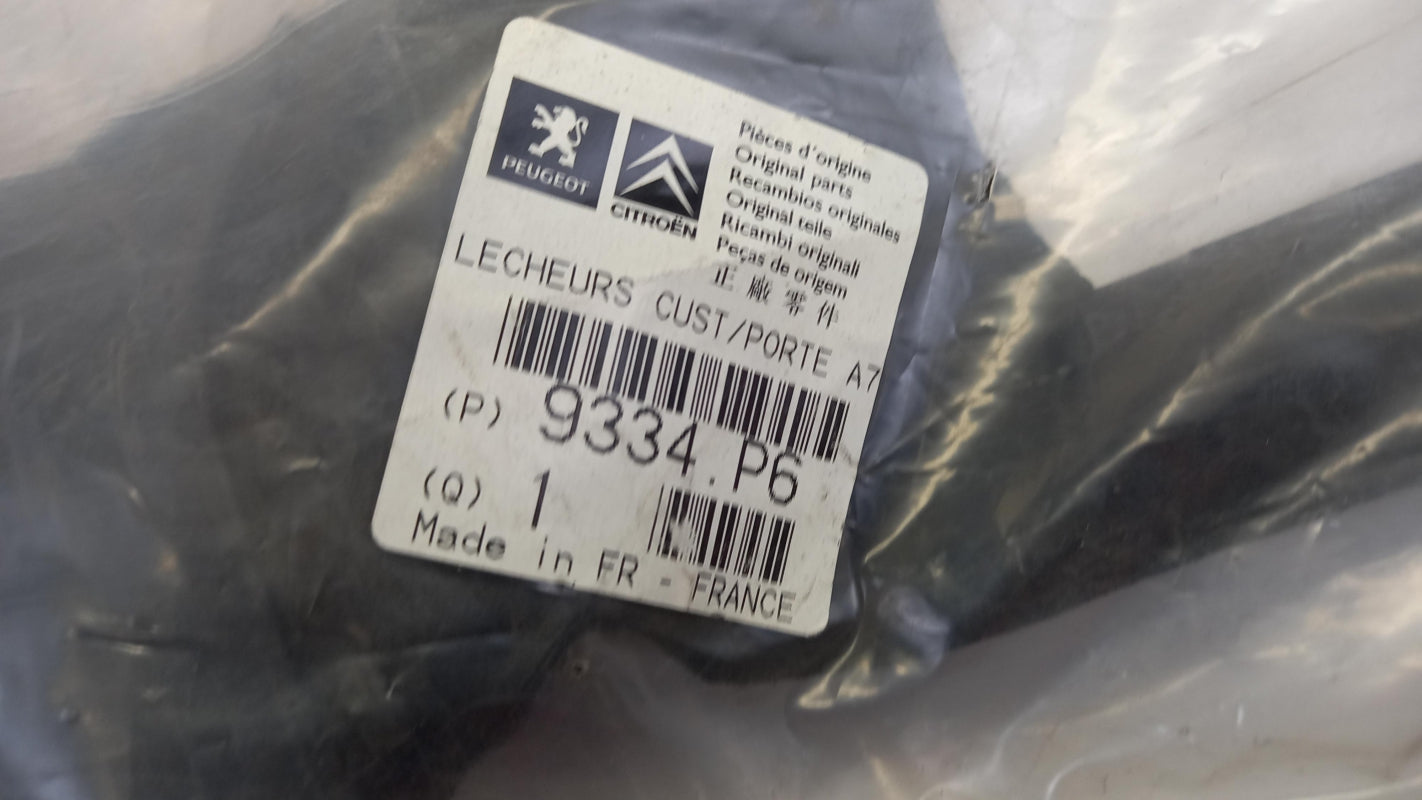 PEUGEOT
CITROËN
Pièces d'origine
Original parts
Recambios originales
Original teile
Ricambi originali
Peças de origem
正廠零件
LECHEURS CUST/PORTE A7
(P) 9334.P6
(Q) 1
Made in FR - FRANCE